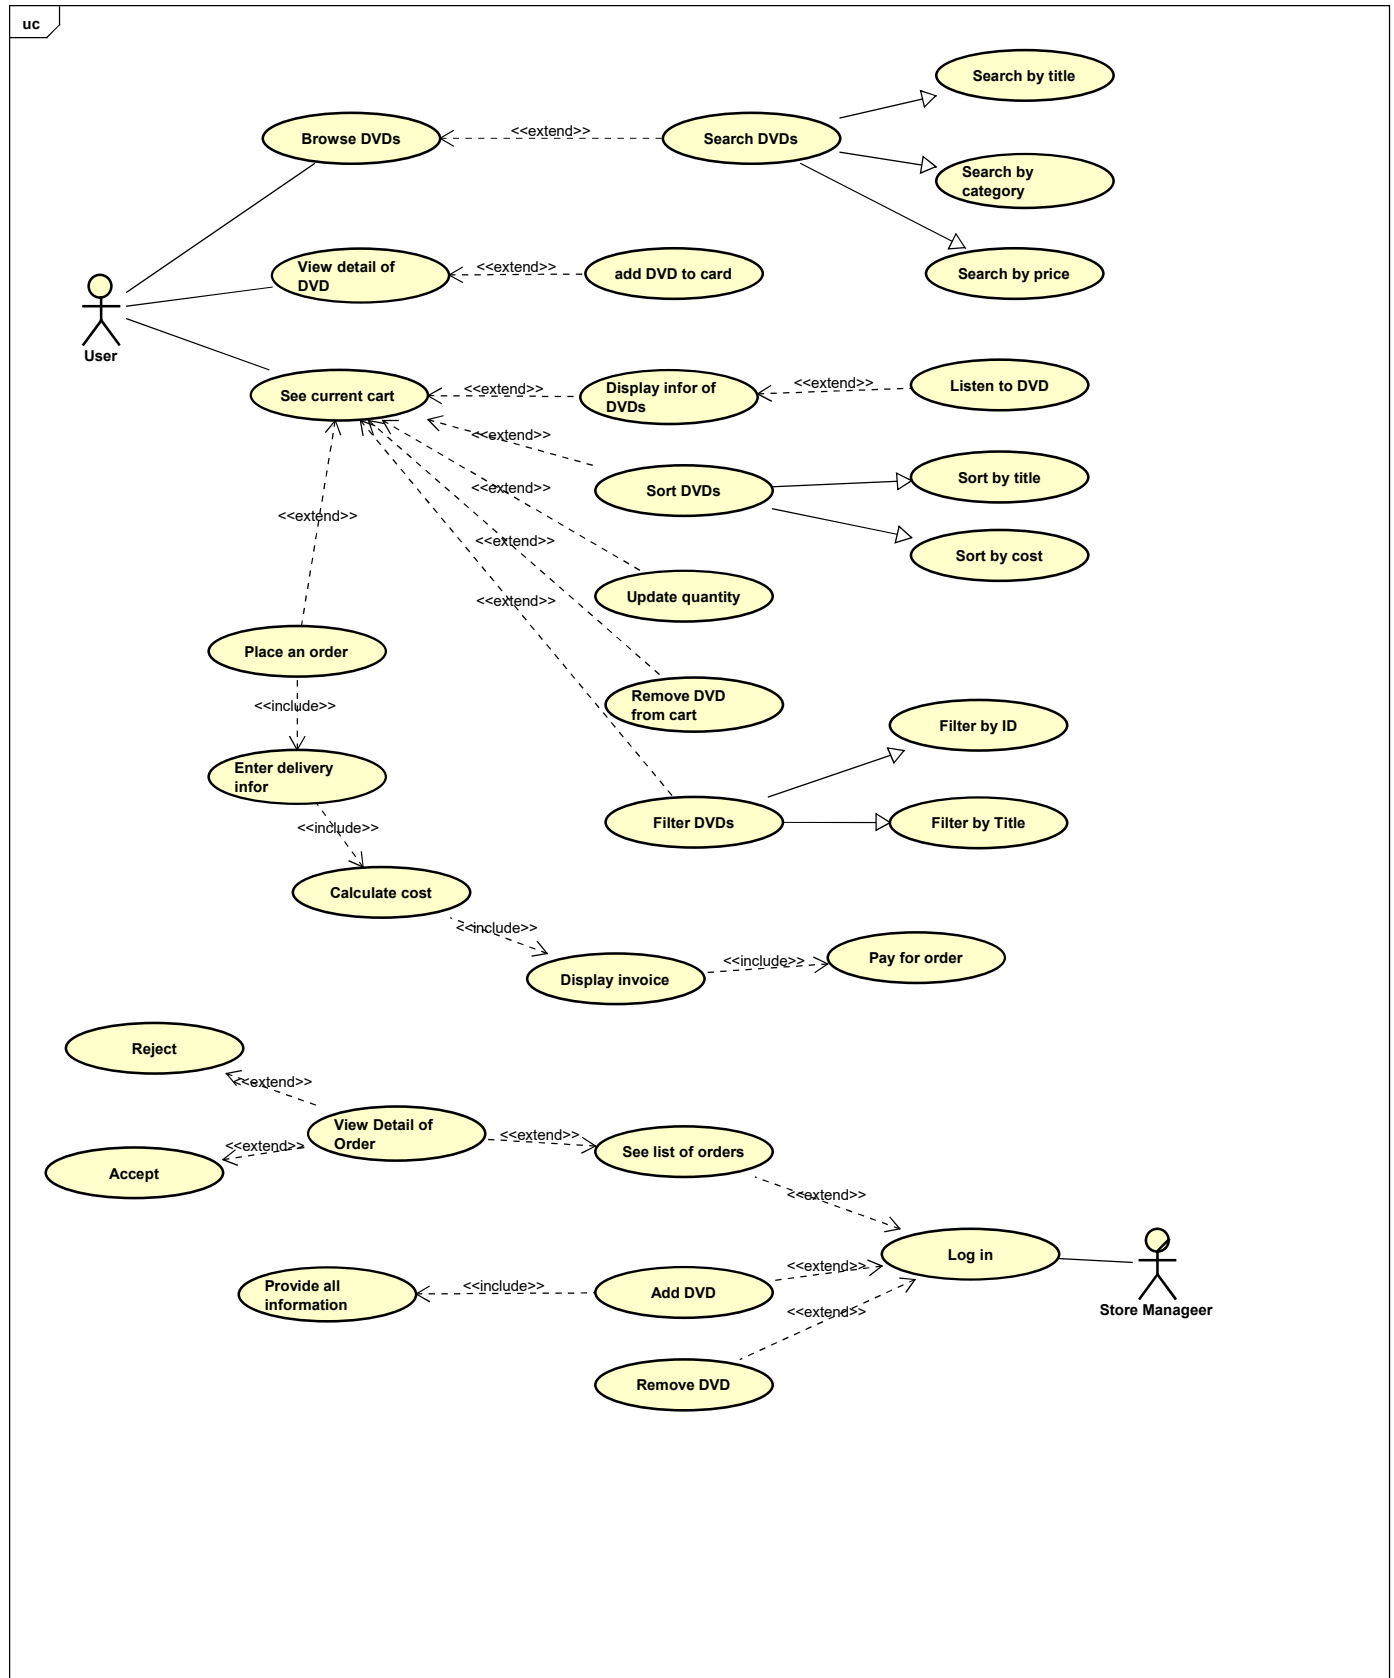 uc
Search by title
Browse DVDs
<<extend>>
Search DVDs
Search by
category
View detail of
DVD
<<extend>>
add DVD to card
Search by price
User
See current cart
<<extend>>
Display infor of
DVDs
<<extend>>
Listen to DVD
<<extend>>
Sort DVDs
Sort by title
<<extend>>
<<extend>>
<<extend>>
Sort by cost
Update quantity
<<extend>>
Place an order
<<include>>
Remove DVD
from cart
Filter by ID
Enter delivery
infor
<<include>>
Filter DVDs
Filter by Title
Calculate cost
<<include>>
Display invoice
<<include>>
Pay for order
Reject
<<extend>>
View Detail of
Order
<<extend>>
<<extend>>
See list of orders
Accept
<<extend>>
Log in
Provide all
information
<<include>>
Add DVD
<<extend>>
<<extend>>
Store Manageer
Remove DVD